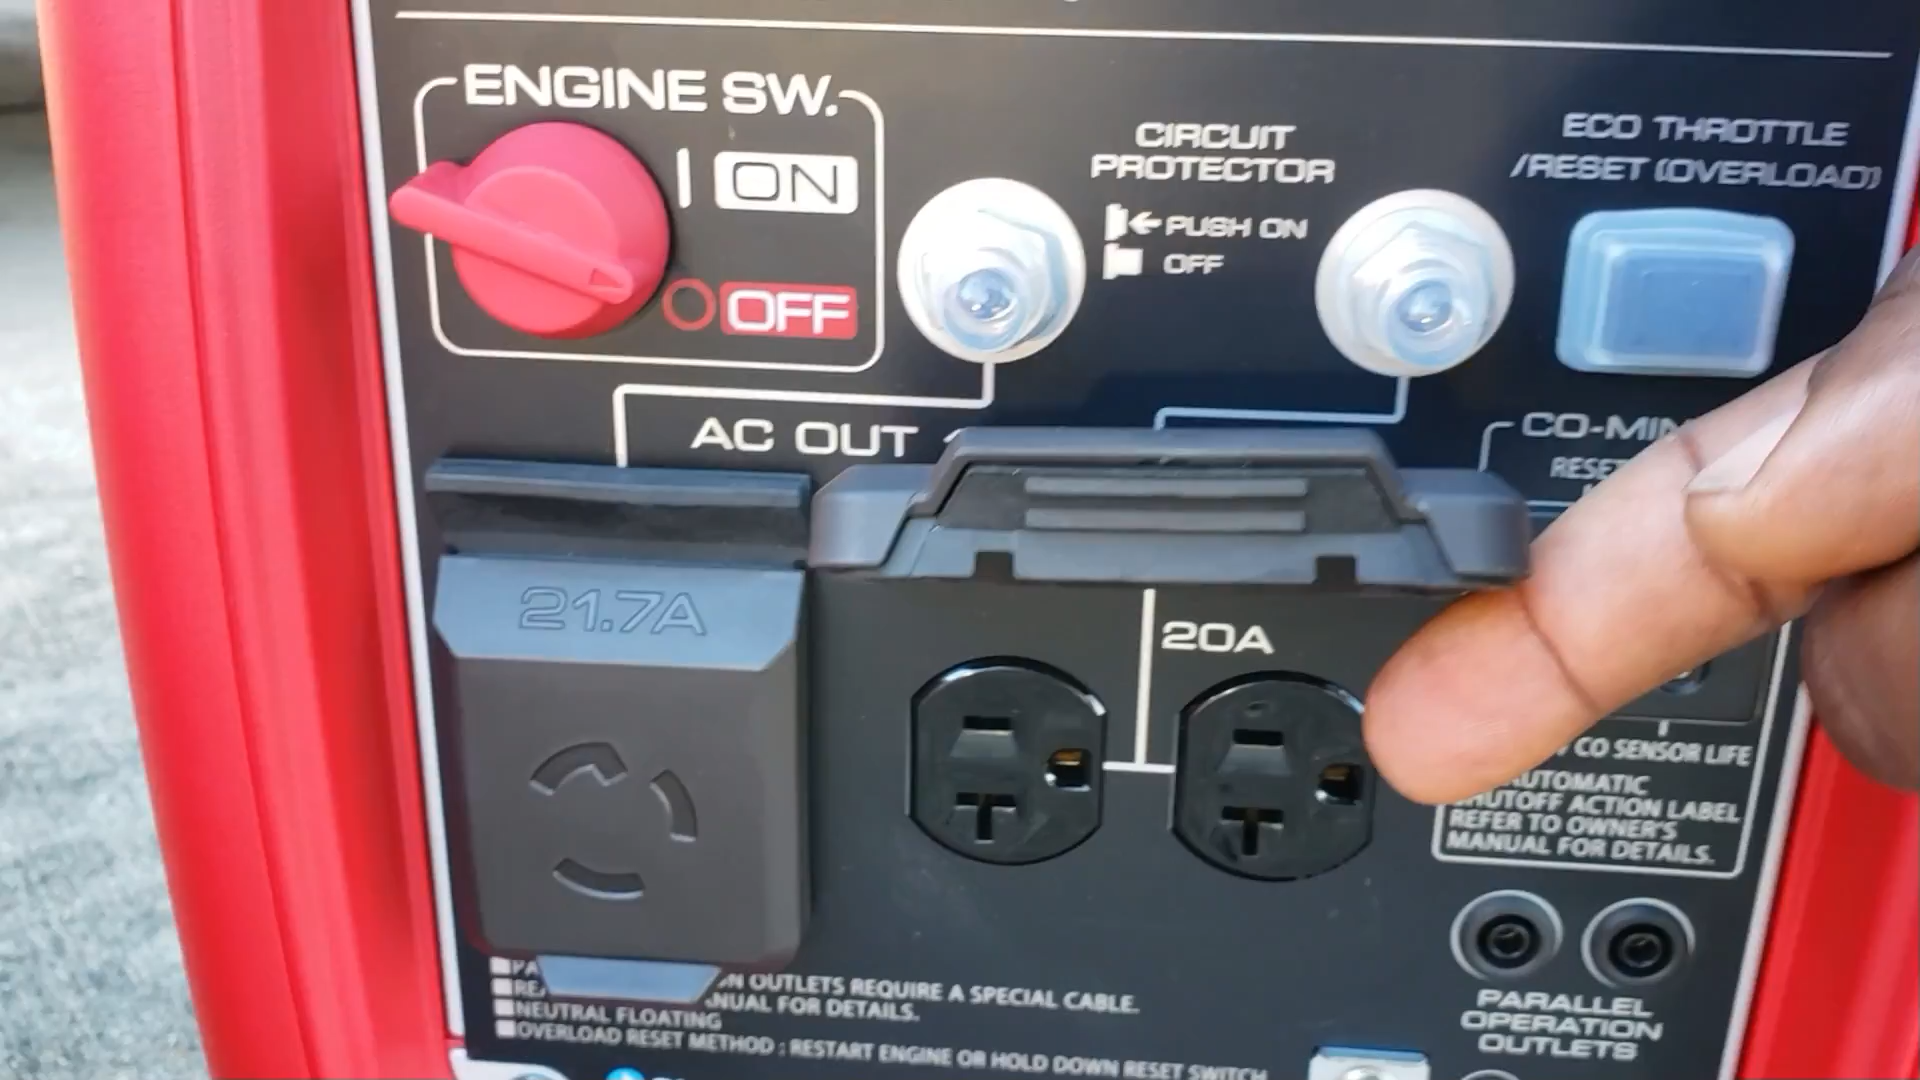 ENGINE SW.
ON
OFF
CIRCUIT
PROTECTOR
PUSH ON
OFF
ECO THROTTLE
/RESET (OVERLOAD)
AC OUT
21.7A
20A
CO SENSOR LIFE
AUTOMATIC
SHUTOFF ACTION LABEL
REFER TO OWNER'S
MANUAL FOR DETAILS.
OUTLETS REQUIRE A SPECIAL CABLE.
FOR DETAILS.
NEUTRAL FLOATING
OVERLOAD RESET METHOD : RESTART ENGINE OR HOLD DOWN RESET SWITCH
PARALLEL
OPERATION
OUTLETS